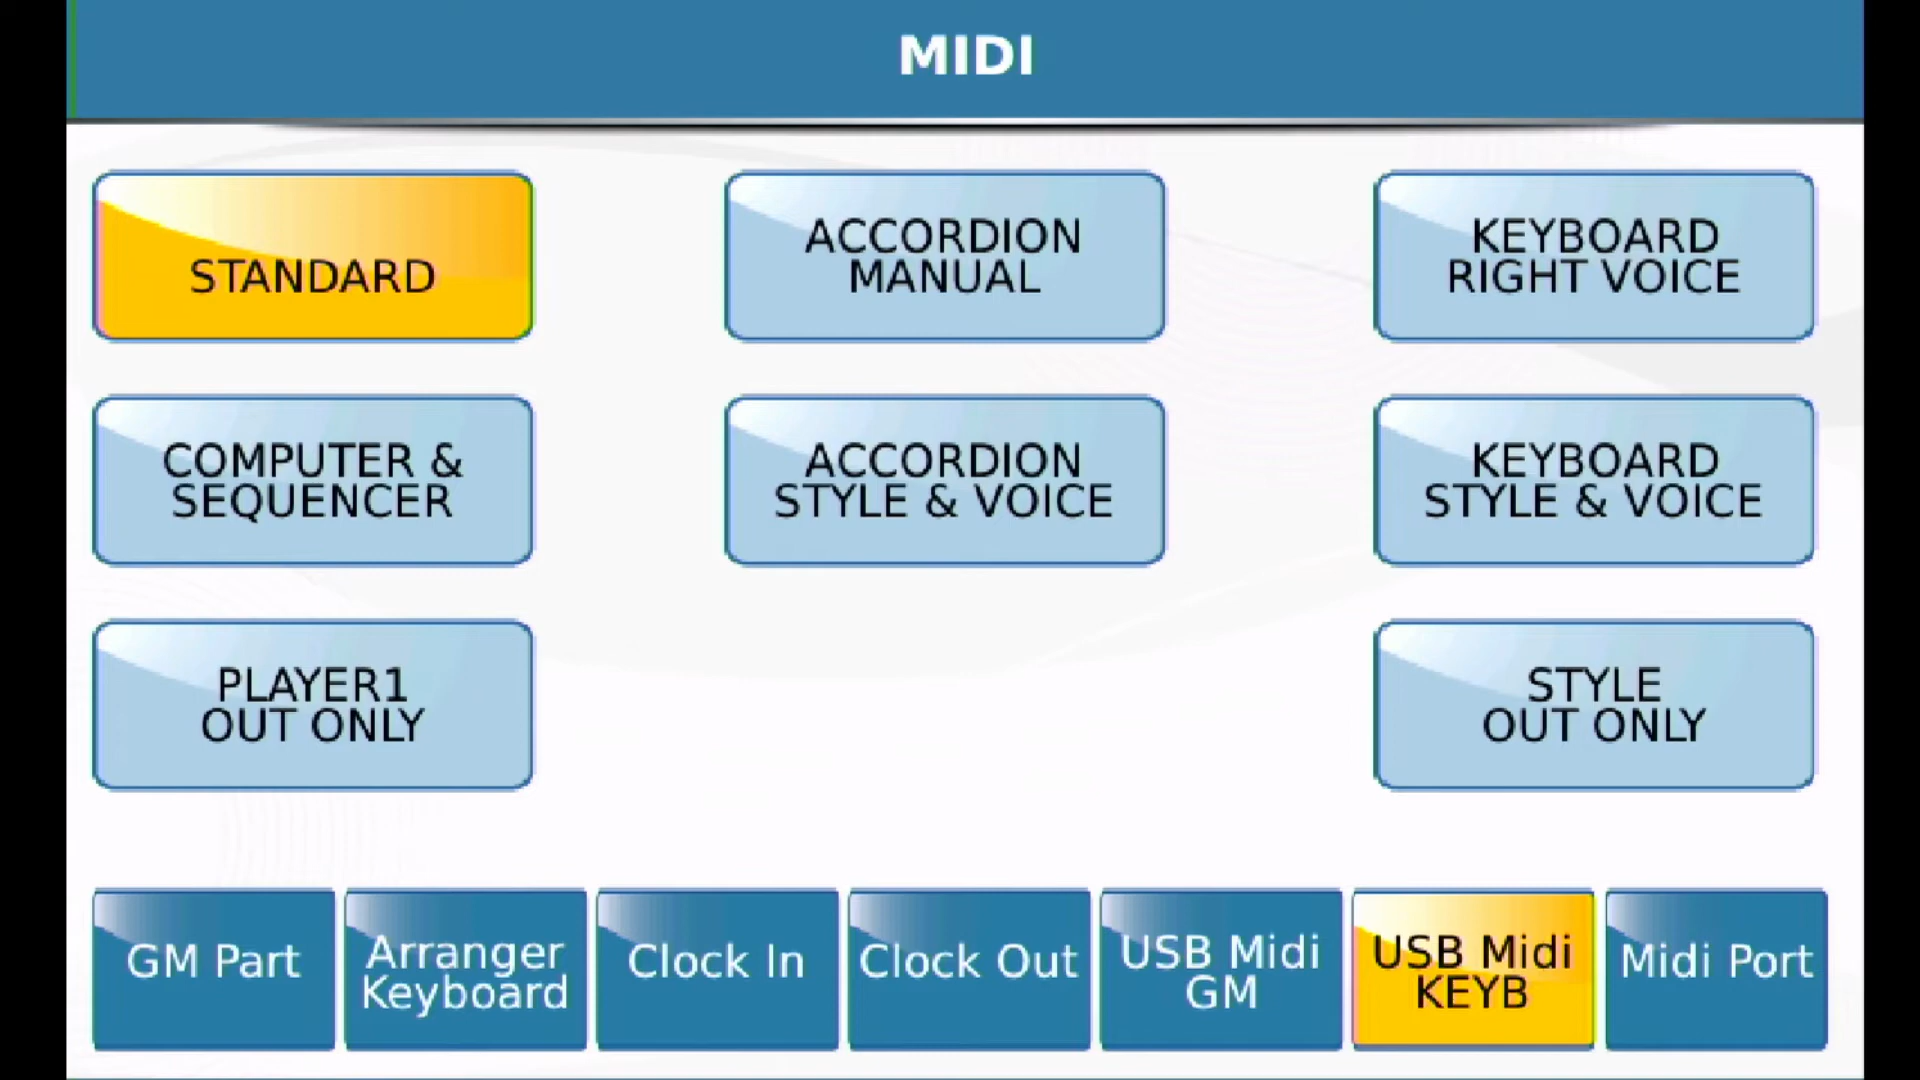 MIDI
STANDARD
ACCORDION
MANUAL
KEYBOARD
RIGHT VOICE
COMPUTER &
SEQUENCER
ACCORDION
STYLE & VOICE
KEYBOARD
STYLE & VOICE
PLAYER1
OUT ONLY
STYLE
OUT ONLY
GM Part
Arranger
Keyboard
Clock In
Clock Out
USB Midi
GM
USB Midi
KEYB
Midi Port